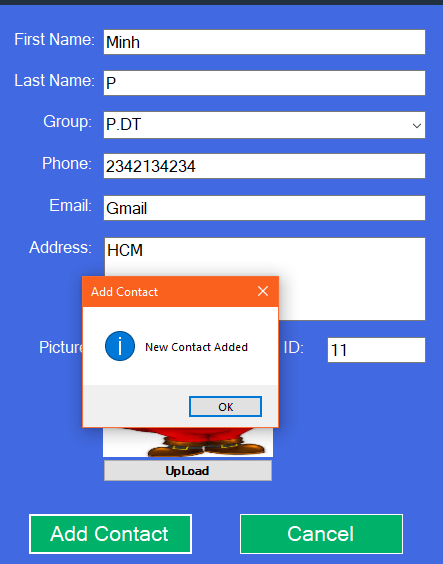 First Name: Minh
Last Name: P
Group: P.DT
Phone: 2342134234
Email: Gmail
Address: HCM
Add Contact
New Contact Added
OK
Picture ID: 11
UpLoad
Add Contact Cancel